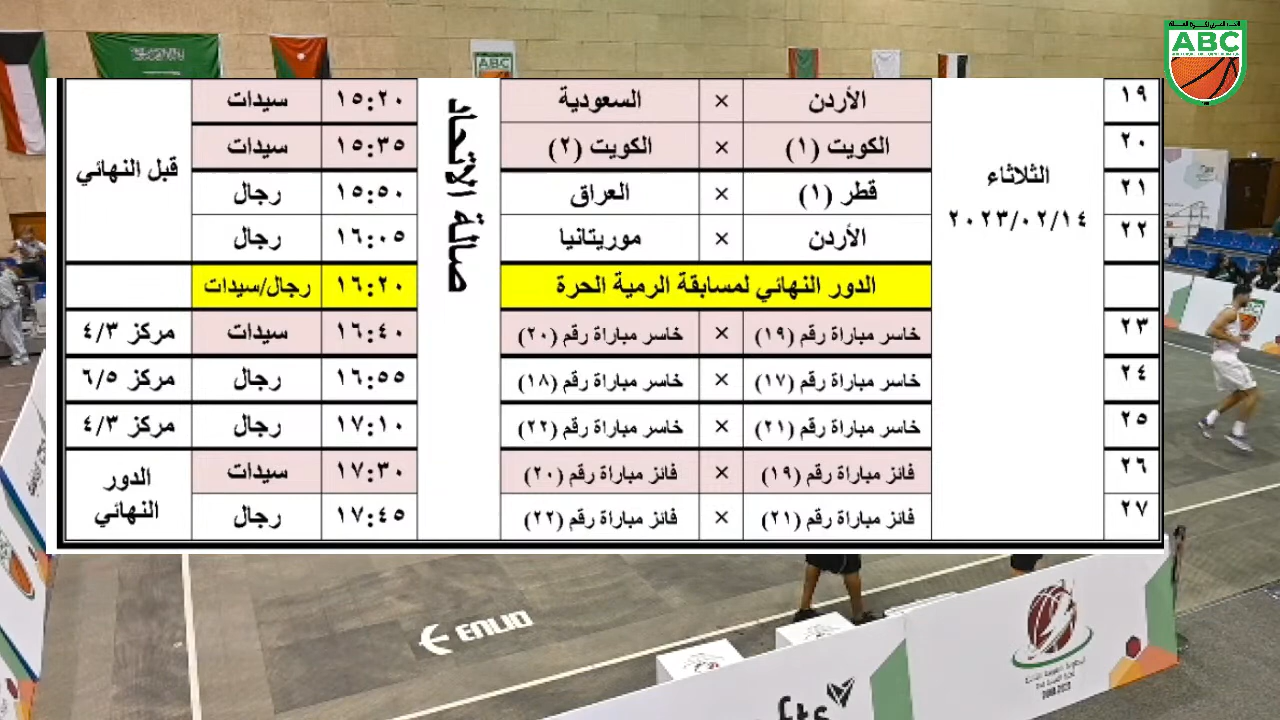 ABC
ABC
١٩ الأردن × السعودية ١٥:٢٠ سيدات
٢٠ الكويت (١) × الكويت (٢) ١٥:٣٥ سيدات
قبل النهائي
الثلاثاء
٢٠٢٣/٠٢/١٤
صالة الاتحاد
٢١ قطر (١) × العراق ١٥:٥٠ رجال
٢٢ الأردن × موريتانيا ١٦:٠٥ رجال
الدور النهائي لمسابقة الرمية الحرة ١٦:٢٠ رجال/سيدات
٢٣ خاسر مباراة رقم (١٩) × خاسر مباراة رقم (٢٠) ١٦:٤٠ سيدات مركز ٤/٣
٢٤ خاسر مباراة رقم (١٧) × خاسر مباراة رقم (١٨) ١٦:٥٥ رجال مركز ٦/٥
٢٥ خاسر مباراة رقم (٢١) × خاسر مباراة رقم (٢٢) ١٧:١٠ رجال مركز ٤/٣
٢٦ فائز مباراة رقم (١٩) × فائز مباراة رقم (٢٠) ١٧:٣٠ سيدات
٢٧ فائز مباراة رقم (٢١) × فائز مباراة رقم (٢٢) ١٧:٤٥ رجال
الدور
النهائي
ENLIO